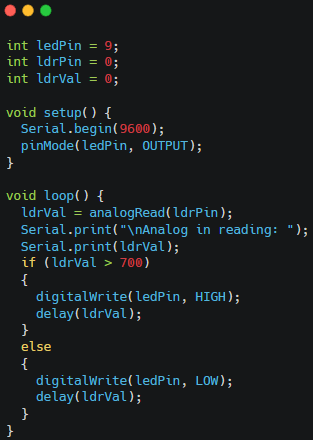 int ledPin = 9;
int ldrPin = 0;
int ldrVal = 0;

void setup() {
  Serial.begin(9600);
  pinMode(ledPin, OUTPUT);
}

void loop() {
  ldrVal = analogRead(ldrPin);
  Serial.print("\nAnalog in reading: ");
  Serial.print(ldrVal);
  if (ldrVal > 700)
  {
    digitalWrite(ledPin, HIGH);
    delay(ldrVal);
  }
  else
  {
    digitalWrite(ledPin, LOW);
    delay(ldrVal);
  }
}